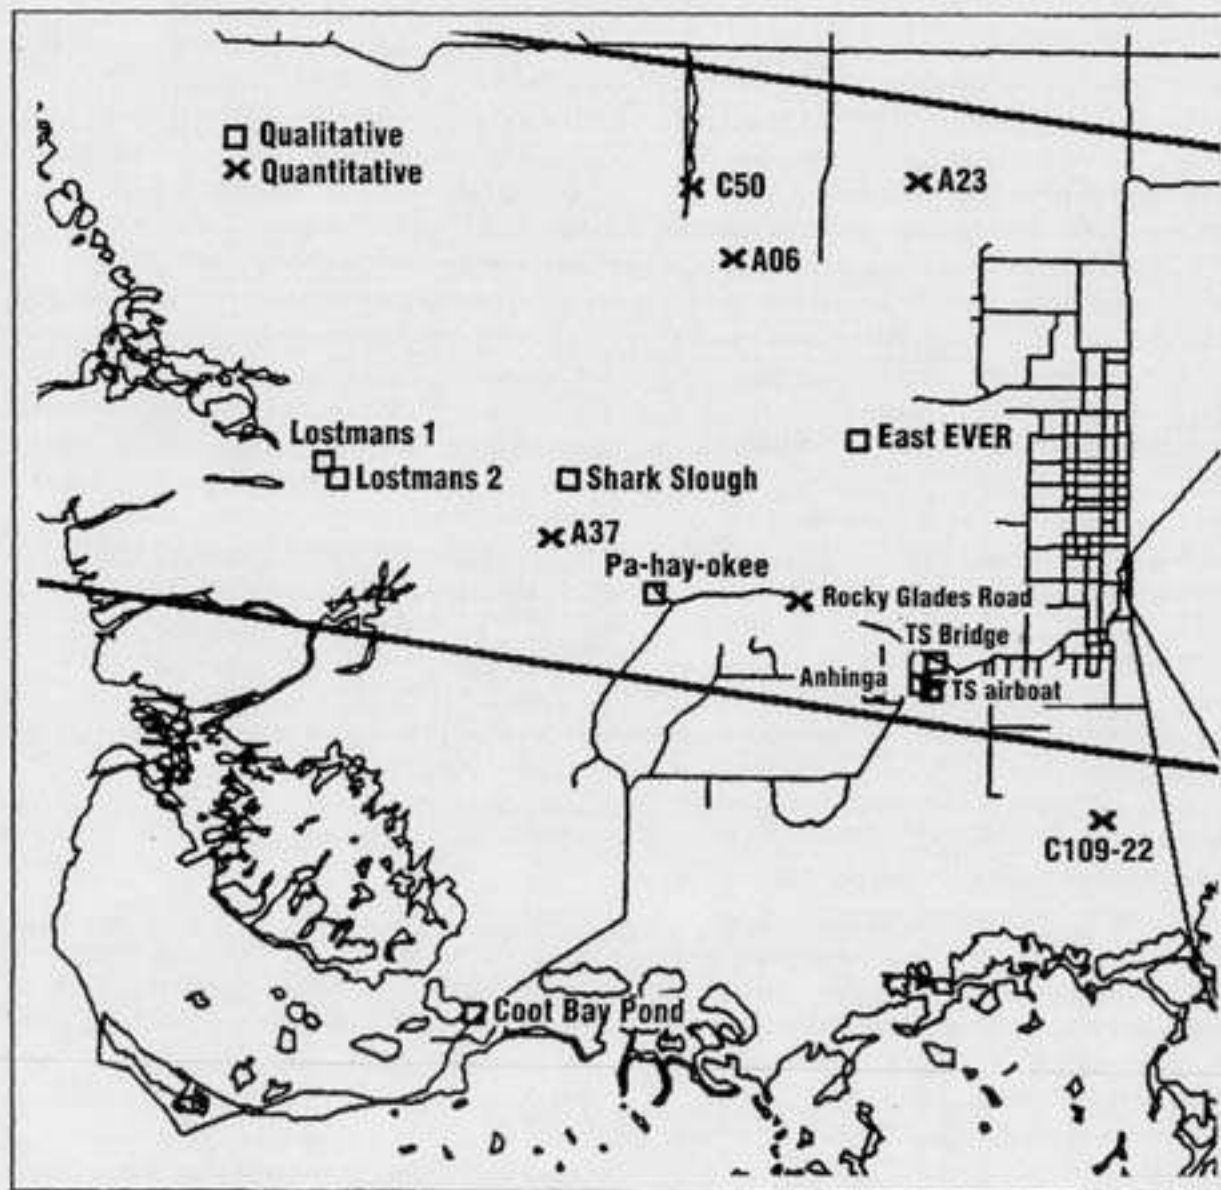 Qualitative
Quantitative
C50
A23
A06
Lostmans 1
East EVER
Lostmans 2
Shark Slough
A37
Pa-hay-okee
Rocky Glades Road
TS Bridge
Anhinga
TS airboat
C109-22
Coot Bay Pond